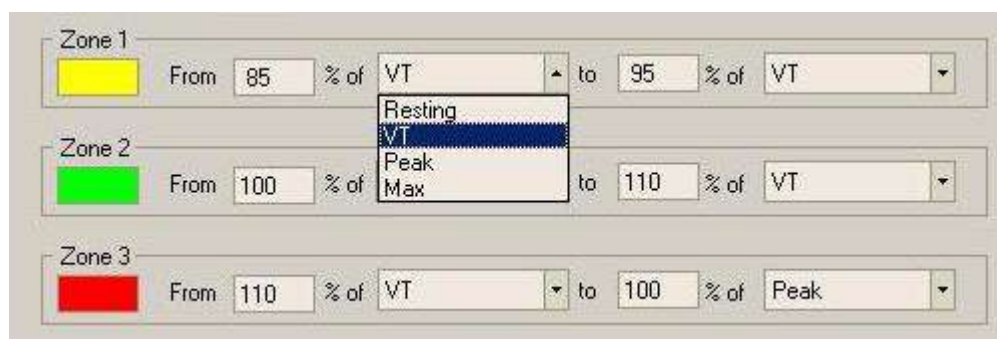 Zone 1
From 85 % of VT to 95 % of VT
Resting
VT
Zone 2
Peak
From 100 % of Max to 110 % of VT
Zone 3
From 110 % of VT to 100 % of Peak